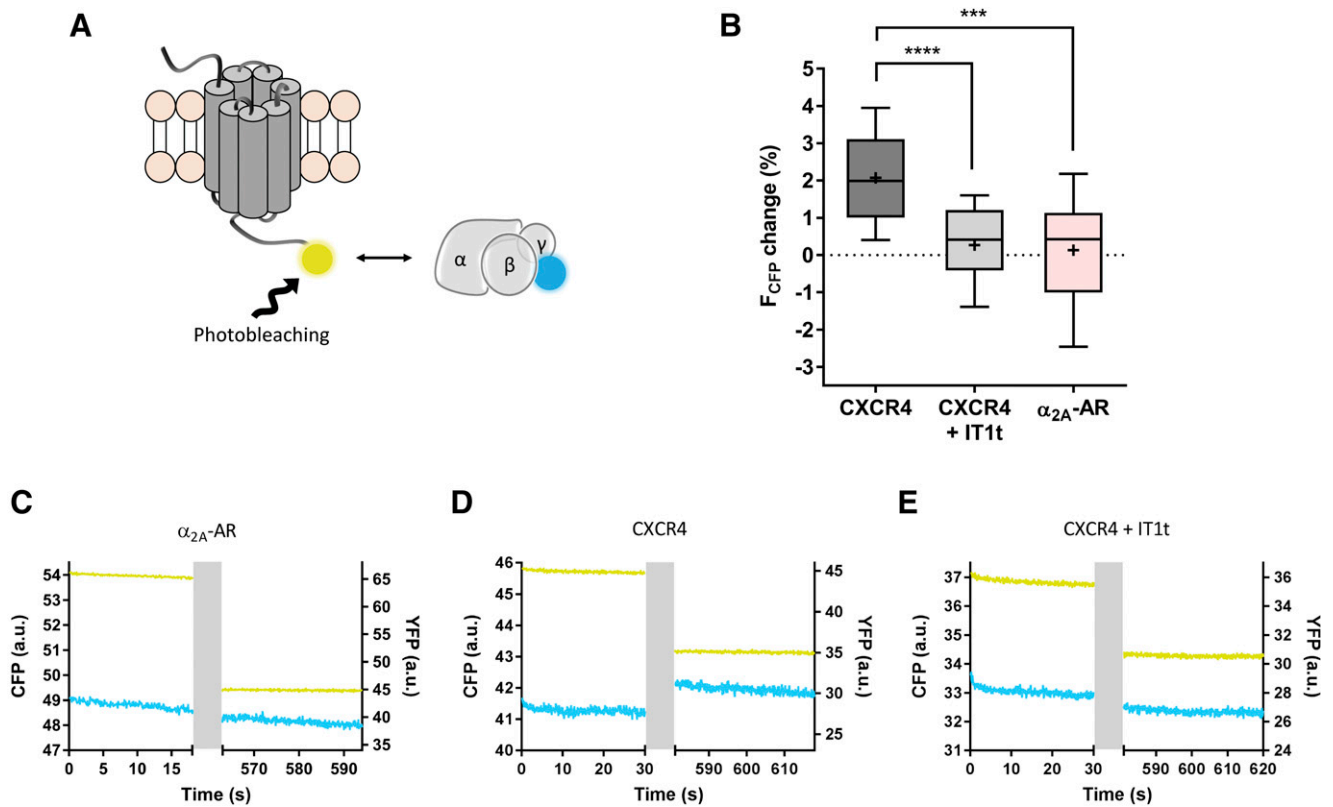 A
α
β
γ
Photobleaching
B
***
****
F_CFP change (%)
5
4
3
2
1
0
-1
-2
-3
+
+
+
CXCR4
CXCR4
+ IT1t
α2A-AR
C
α2A-AR
CFP (a.u.)
54
53
52
51
50
49
48
47
YFP (a.u.)
65
60
55
50
45
40
35
0 5 10 15 570 580 590
Time (s)
D
CXCR4
CFP (a.u.)
46
45
44
43
42
41
40
YFP (a.u.)
45
40
35
30
25
0 10 20 30 590 600 610
Time (s)
E
CXCR4 + IT1t
CFP (a.u.)
37
36
35
34
33
32
31
YFP (a.u.)
36
34
32
30
28
26
24
0 10 20 30 590 600 610 620
Time (s)